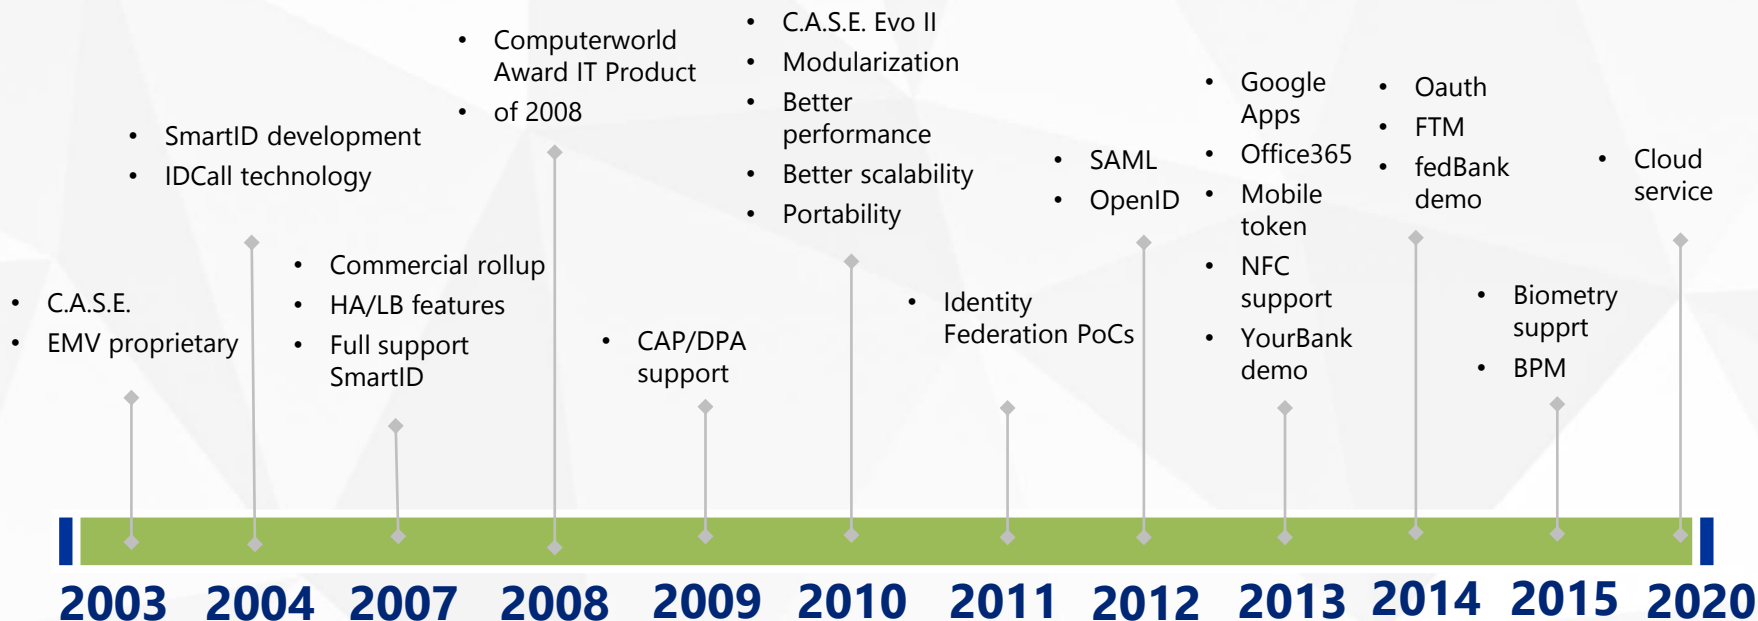 • C.A.S.E.
• EMV proprietary
• SmartID development
• IDCall technology
• Commercial rollup
• HA/LB features
• Full support
SmartID
• Computerworld
Award IT Product
• of 2008
• CAP/DPA
support
• C.A.S.E. Evo II
• Modularization
• Better
performance
• Better scalability
• Portability
• Identity
Federation PoCs
• SAML
• OpenID
• Google
Apps
• Office365
• Mobile
token
• NFC
support
• YourBank
demo
• Oauth
• FTM
• fedBank
demo
• Biometry
supprt
• BPM
• Cloud
service
2003 2004 2007 2008 2009 2010 2011 2012 2013 2014 2015 2020